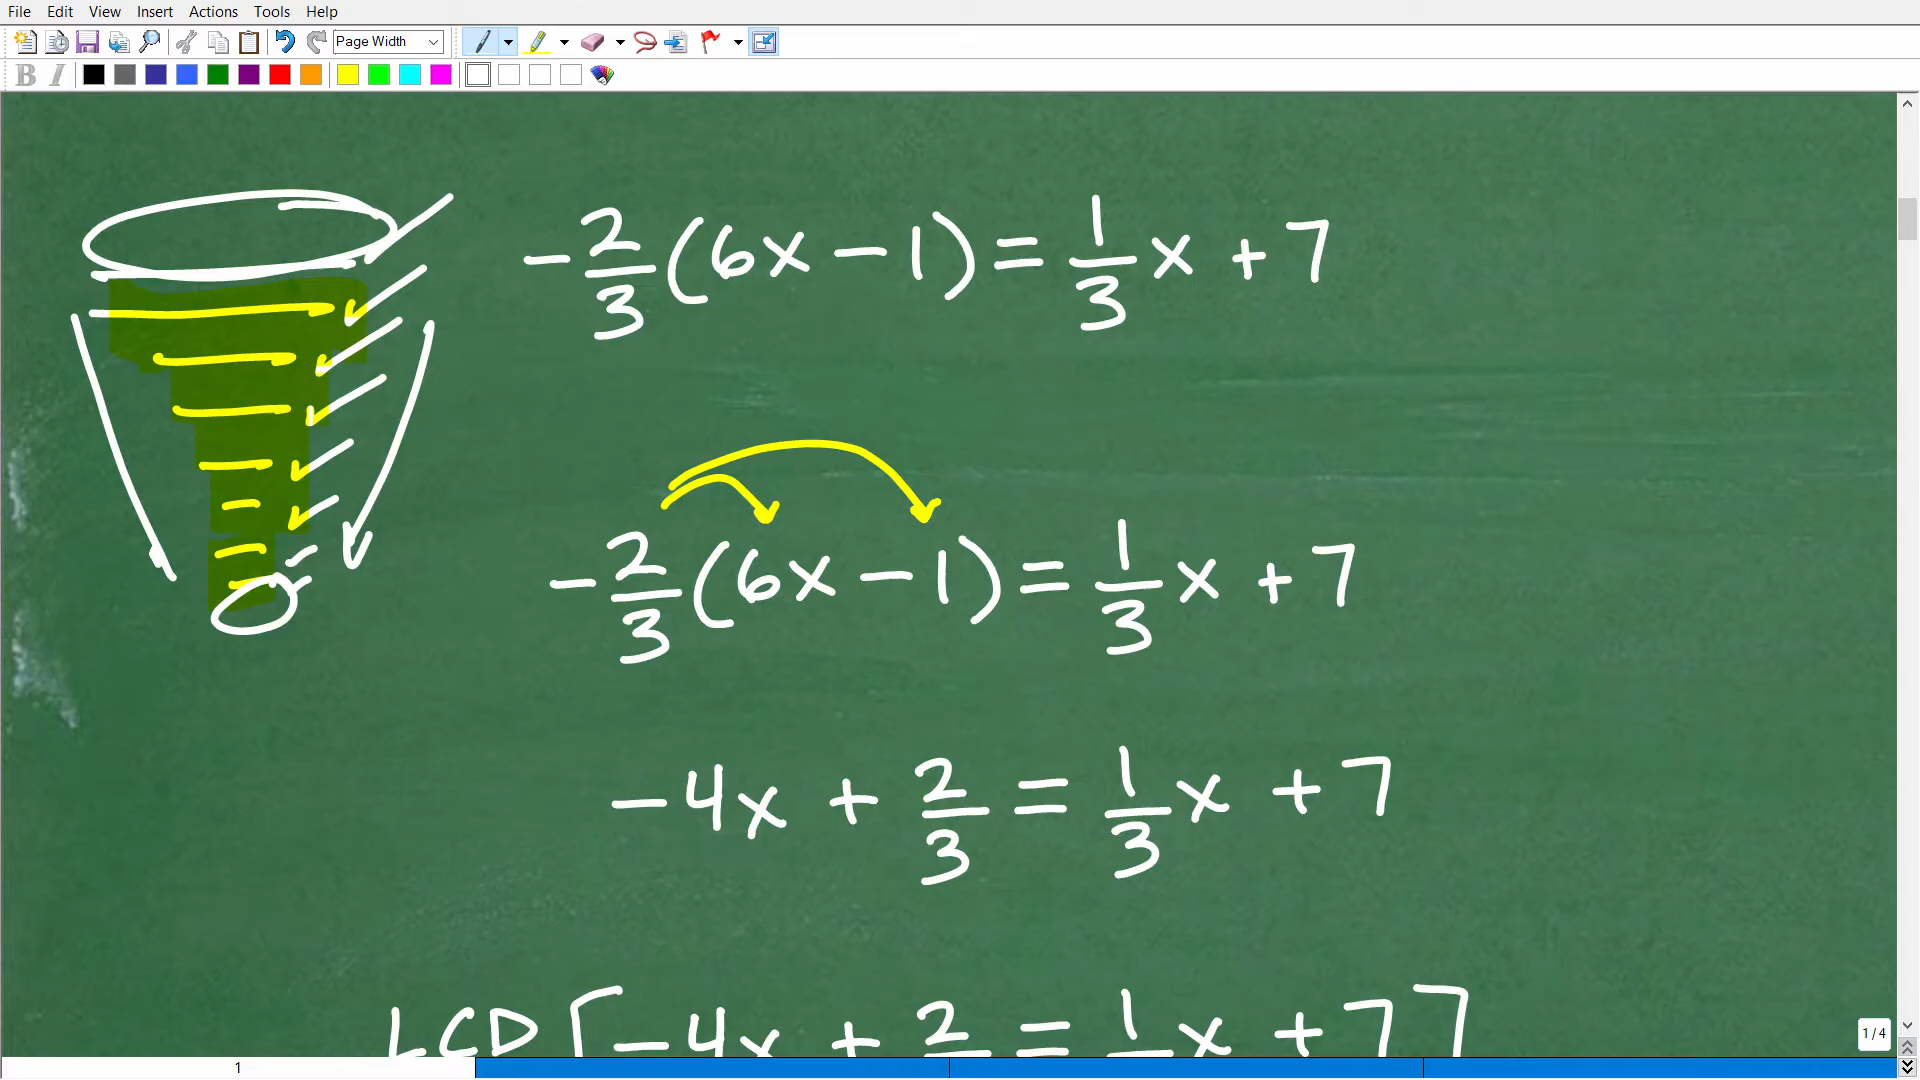 File Edit View Insert Actions Tools Help
Page Width
B I
-2/3(6x - 1) = 1/3x + 7
-2/3(6x - 1) = 1/3x + 7
-4x + 2/3 = 1/3x + 7
LCD [-4x + 2 = 1 x + 7]
1 / 4
1